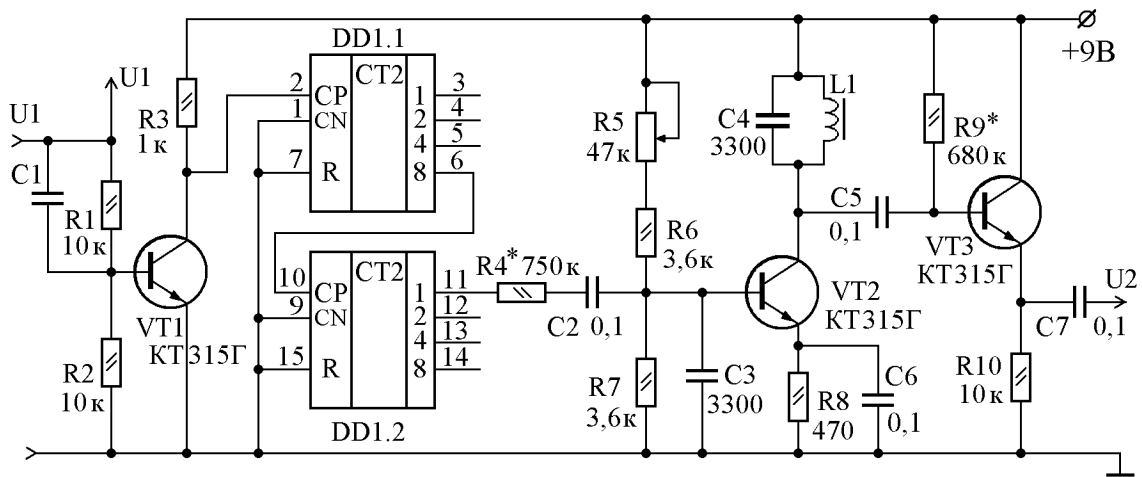 DD1.1
+9В
U1
U1
R3
1к
C1
R1
10к
2
1
7
CP
CN
R
CT2
1
2
4
8
3
4
5
6
R5
47к
C4
3300
L1
R9*
680к
R6
3,6к
C5
0,1
VT3
КТ315Г
VT1
КТ315Г
R2
10к
10
9
15
CP
CN
R
CT2
1
2
4
8
11
12
13
14
DD1.2
R4* 750к
C2
0,1
R7
3,6к
C3
3300
VT2
КТ315Г
R8
470
C6
0,1
C7
0,1
U2
R10
10к